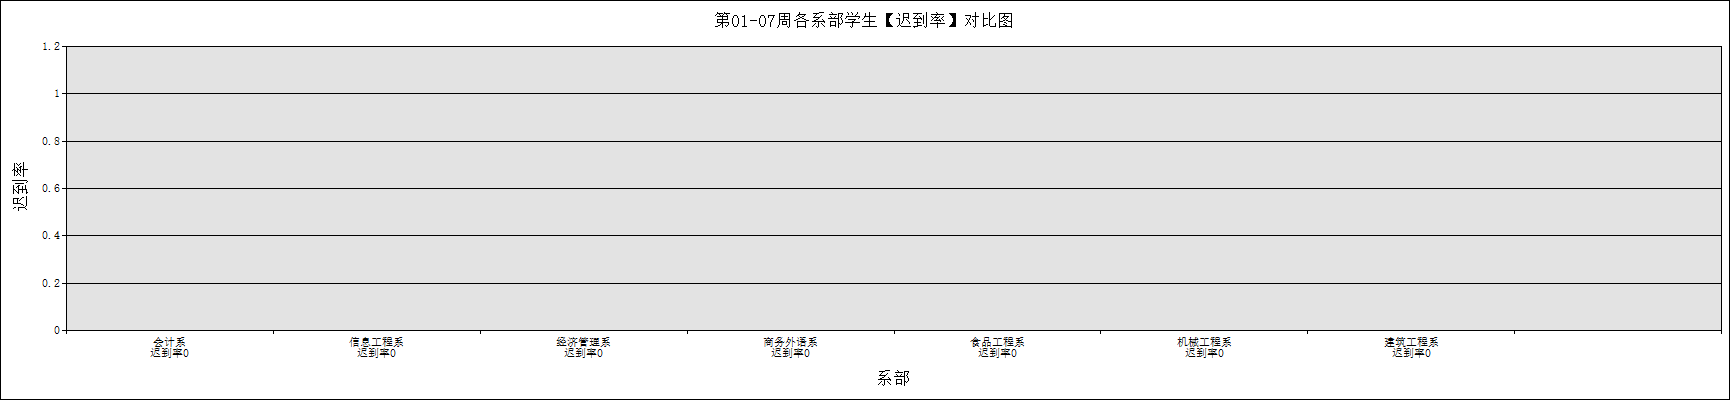 第01-07周各系部学生【迟到率】对比图
迟到率
1.2
1
0.8
0.6
0.4
0.2
0
会计系
迟到率0
信息工程系
迟到率0
经济管理系
迟到率0
商务外语系
迟到率0
食品工程系
迟到率0
机械工程系
迟到率0
建筑工程系
迟到率0
系部